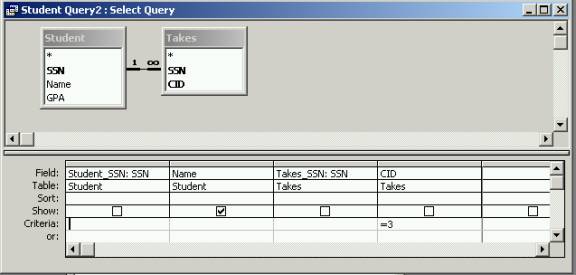 Student Query2 : Select Query
Student
*
SSN
Name
GPA
1 ∞
Takes
*
SSN
CID
Field: Student_SSN: SSN Name Takes_SSN: SSN CID
Table: Student Student Takes Takes
Sort:
Show:
Criteria: =3
or: